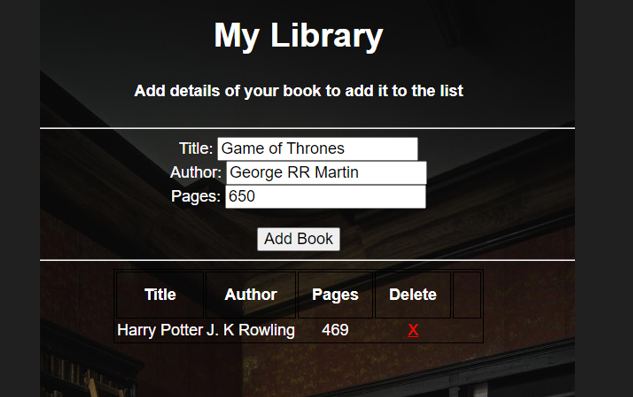 My Library
Add details of your book to add it to the list
Title: Game of Thrones
Author: George RR Martin
Pages: 650
Add Book
Title Author Pages Delete
Harry Potter J. K Rowling 469 X